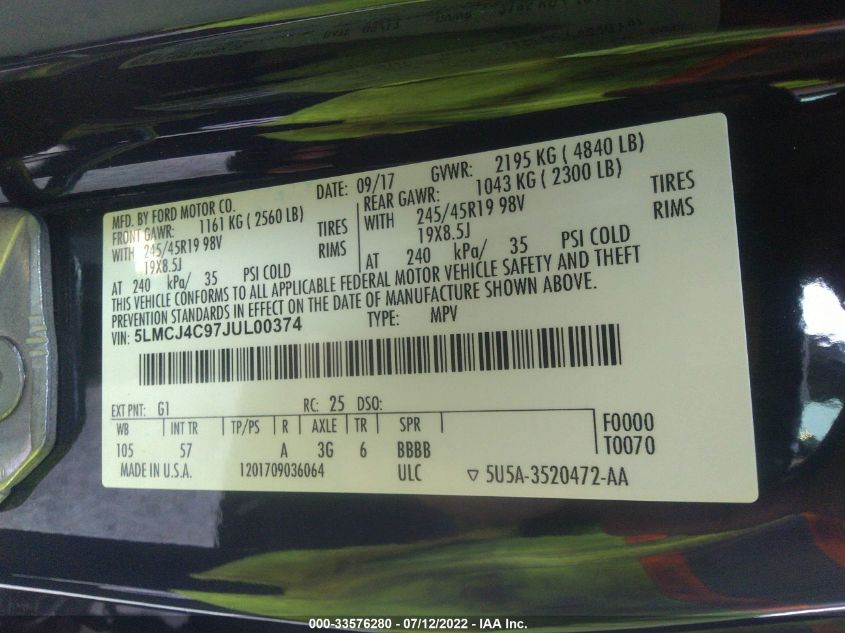 MFD. BY FORD MOTOR CO. DATE: 09/17 GVWR: 2195 KG ( 4840 LB)
FRONT GAWR: 1161 KG ( 2560 LB) REAR GAWR: 1043 KG ( 2300 LB)
WITH 245/45R19 98V TIRES WITH 245/45R19 98V TIRES
19X8.5J RIMS 19X8.5J RIMS
AT 240 kPa/ 35 PSI COLD AT 240 kPa/ 35 PSI COLD
THIS VEHICLE CONFORMS TO ALL APPLICABLE FEDERAL MOTOR VEHICLE SAFETY AND THEFT
PREVENTION STANDARDS IN EFFECT ON THE DATE OF MANUFACTURE SHOWN ABOVE.
VIN: 5LMCJ4C97JUL00374 TYPE: MPV
EXT PNT: G1 RC: 25 DSO:
WB INT TR TP/PS R AXLE TR SPR F0000
105 57 A 3G 6 BBBB T0070
MADE IN U.S.A. 1201709036064 ULC ▽ 5U5A-3520472-AA
000-33576280 - 07/12/2022 - IAA Inc.